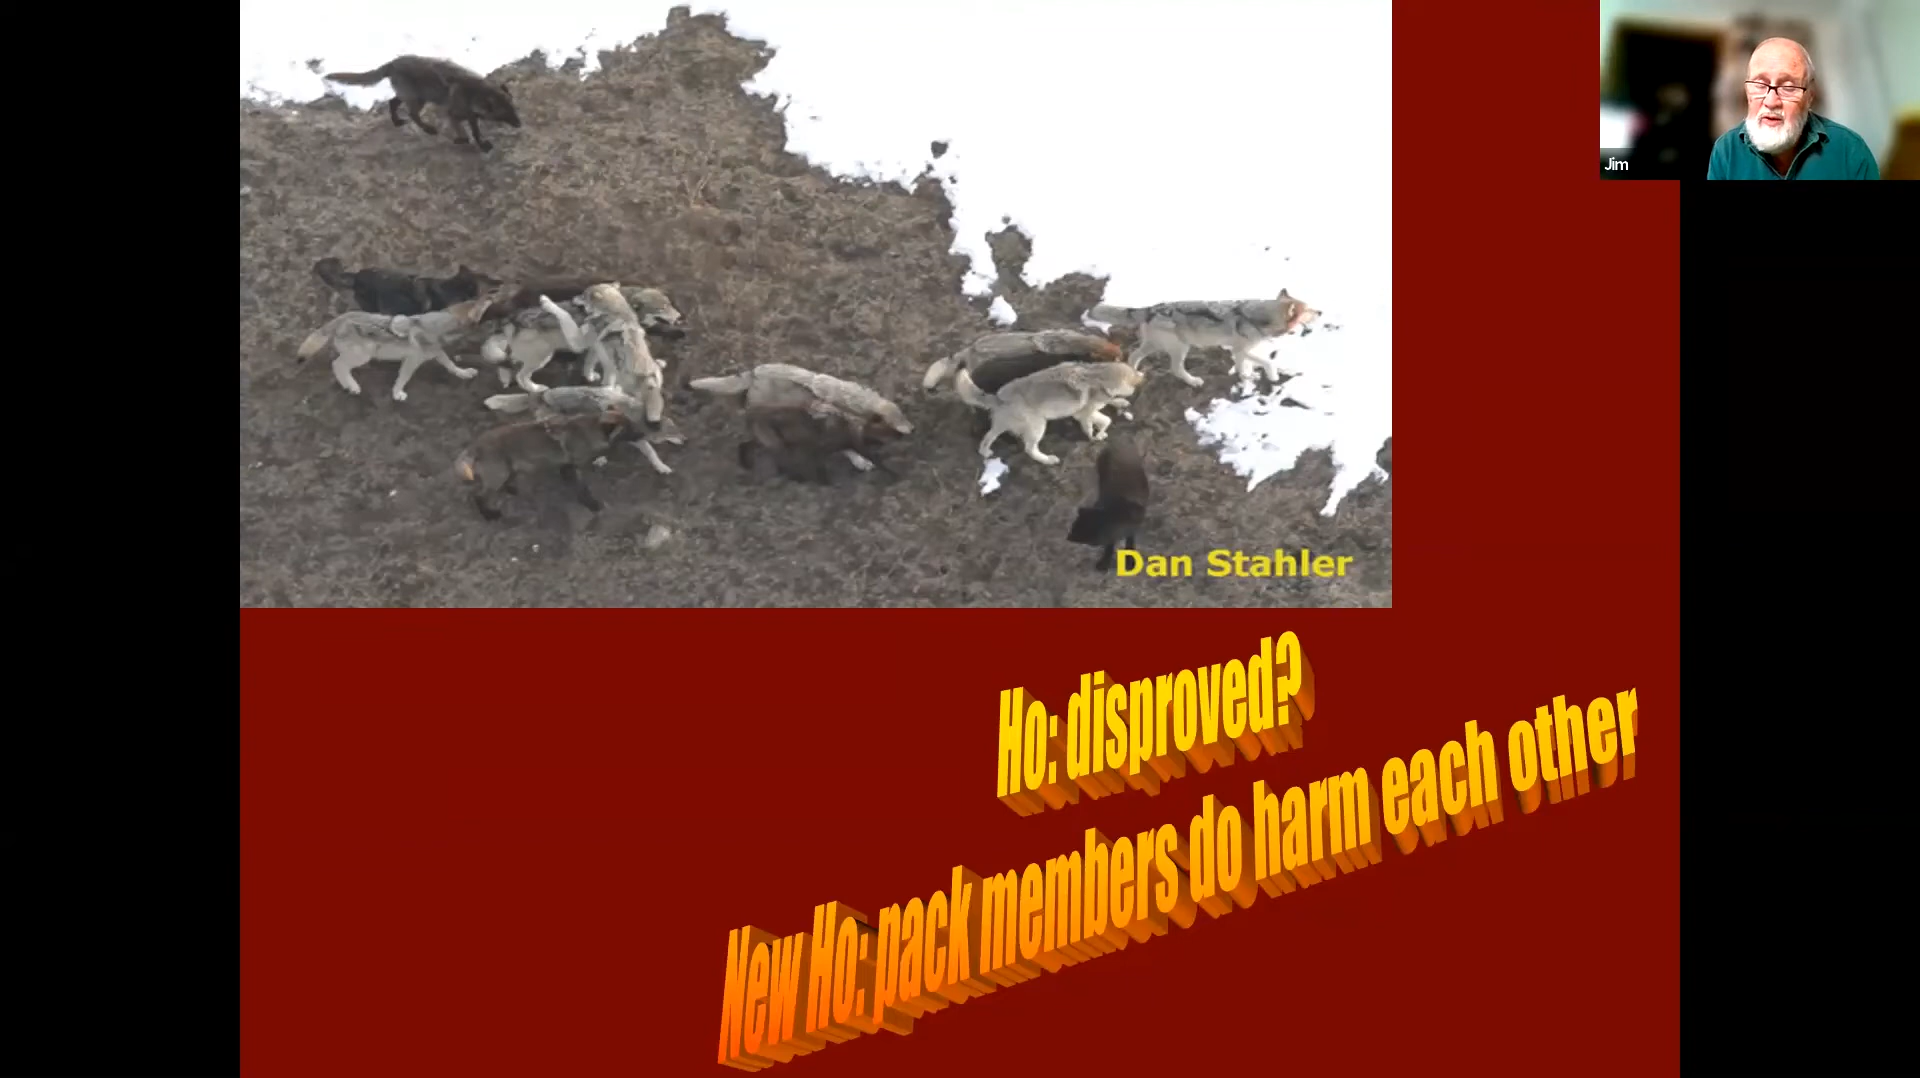 Jim
Dan Stahler
Ho: disproved?
New Ho: pack members do harm each other